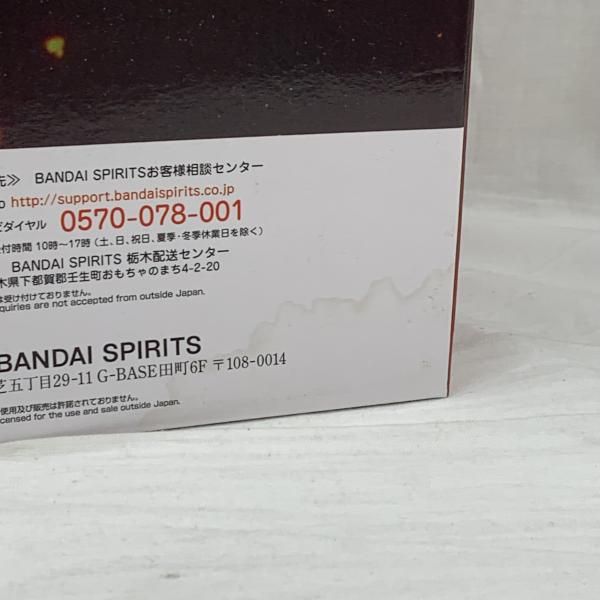 先≫ BANDAI SPIRITSお客様相談センター
http://support.bandaispirits.co.jp
ビダイヤル 0570-078-001
付時間 10時～17時（土、日、祝日、夏季・冬季休業日を除く）
BANDAI SPIRITS 栃木配送センター
木県下都賀郡壬生町おもちゃのまち4-2-20
は受け付けておりません。
quiries are not accepted from outside Japan.
BANDAI SPIRITS
芝五丁目29-11 G-BASE田町6F 〒108-0014
使用及び販売は許諾されておりません。
censed for the use and sale outside Japan.